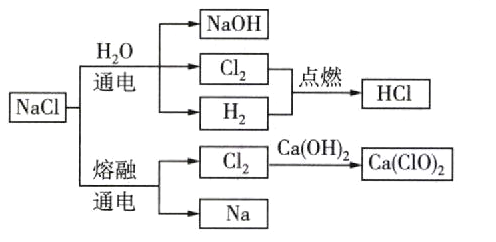 NaOH
H₂O
通电
Cl₂
点燃
HCl
H₂
NaCl
熔融
通电
Cl₂
Ca(OH)₂
Ca(ClO)₂
Na